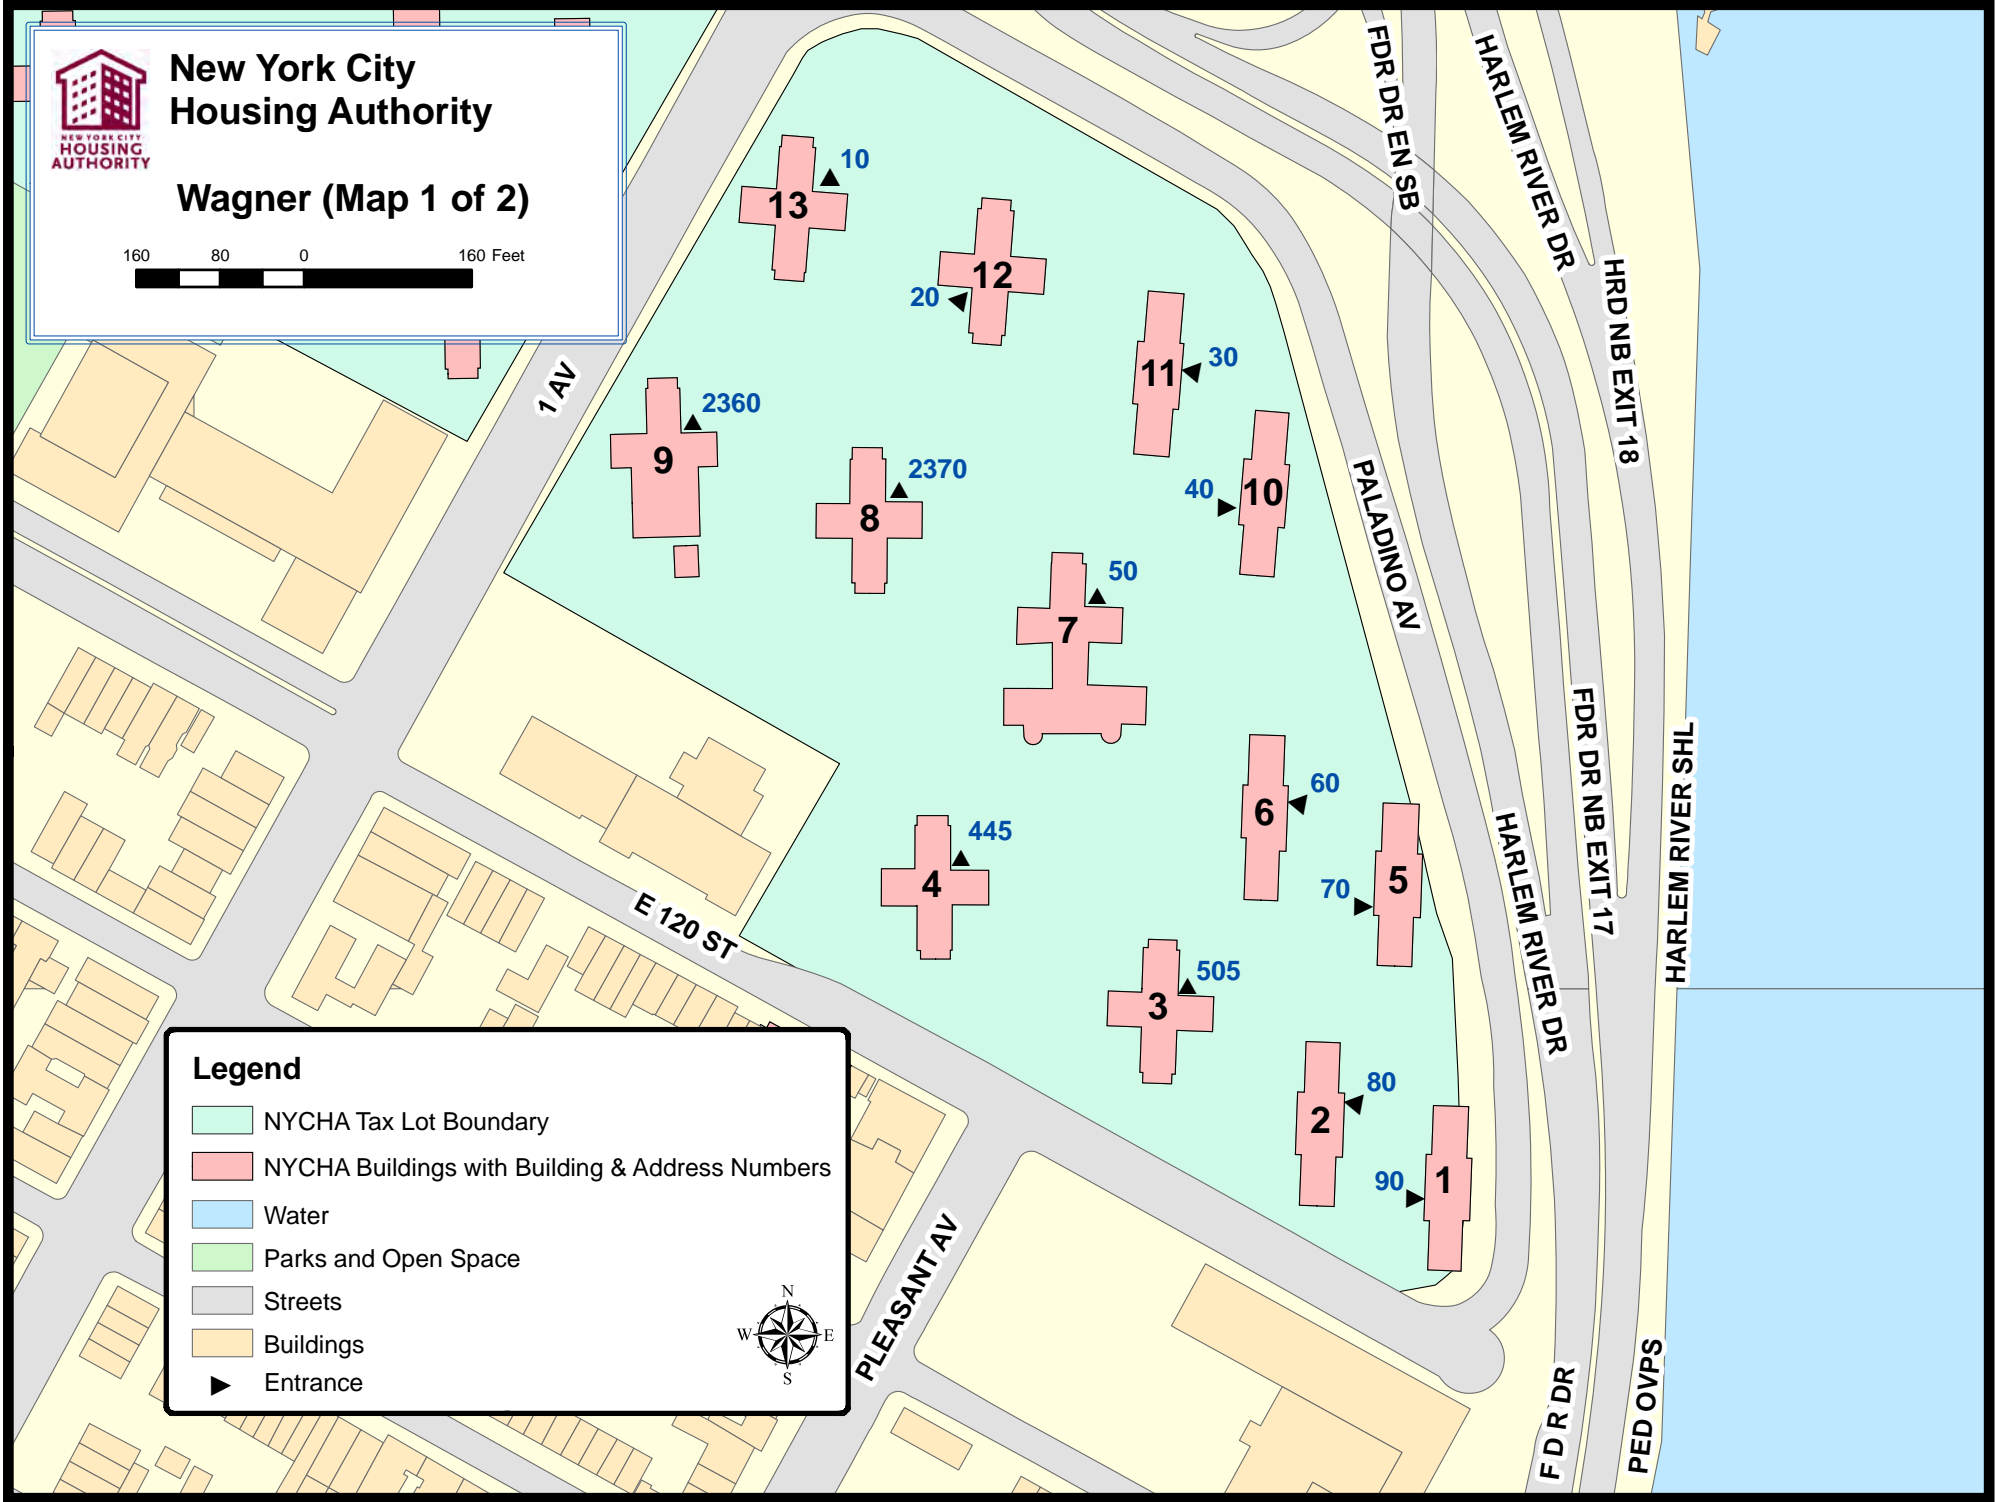 New York City
Housing Authority
NEW YORK CITY
HOUSING
AUTHORITY
Wagner (Map 1 of 2)
160 80 0 160 Feet
FDR DR EN SB
HARLEM RIVER DR
HRD NB EXIT 18
1 AV
PALADINO AV
FDR DR NB EXIT 17
HARLEM RIVER SHL
HARLEM RIVER DR
E 120 ST
PLEASANT AV
F D R DR
PED OVPS
13
10
12
20
11
30
10
40
9
2360
8
2370
7
50
6
60
5
70
4
445
3
505
2
80
1
90
Legend
NYCHA Tax Lot Boundary
NYCHA Buildings with Building & Address Numbers
Water
Parks and Open Space
Streets
Buildings
Entrance
N
W E
S